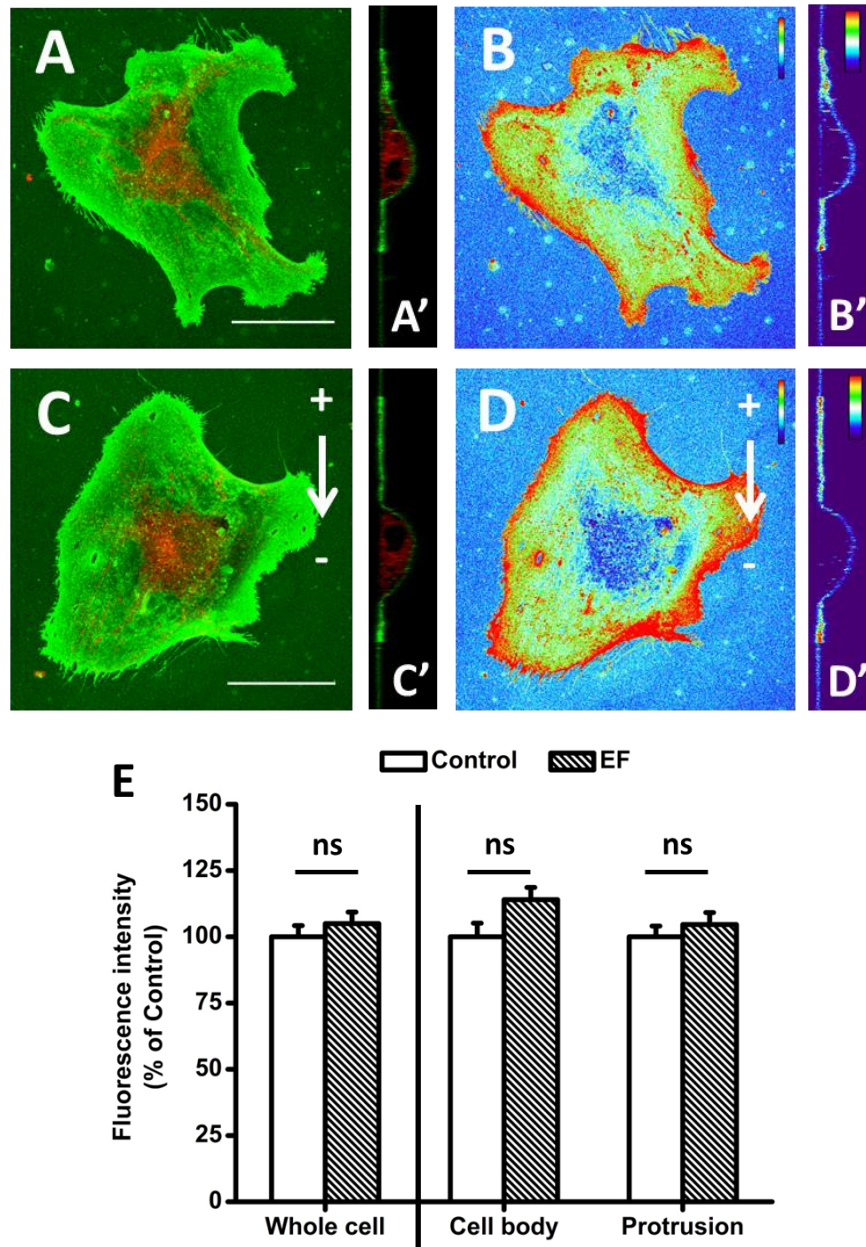 A
A'
B
B'
C
+
-
C'
D
+
-
D'
E
Control EF
Fluorescence intensity
(% of Control)
150
125
100
75
50
25
0
ns ns ns
Whole cell Cell body Protrusion